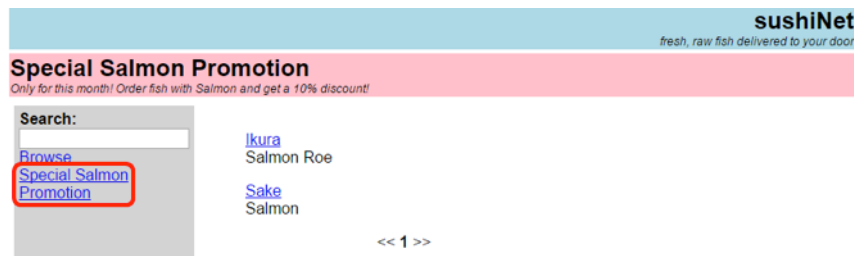 sushiNet
fresh, raw fish delivered to your door
Special Salmon Promotion
Only for this month! Order fish with Salmon and get a 10% discount!
Search:
Browse
Special Salmon
Promotion
Ikura
Salmon Roe
Sake
Salmon
<< 1 >>